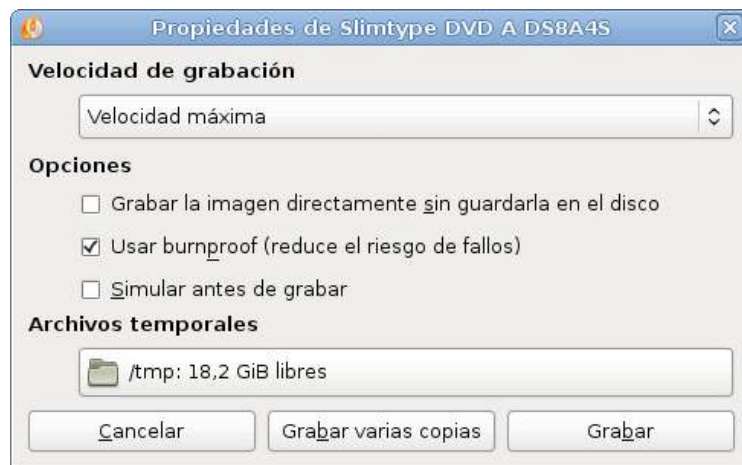 Propiedades de Slimtype DVD A DS8A4S
Velocidad de grabación
Velocidad máxima
Opciones
Grabar la imagen directamente sin guardarla en el disco
Usar burnproof (reduce el riesgo de fallos)
Simular antes de grabar
Archivos temporales
/tmp: 18,2 GiB libres
Cancelar
Grabar varias copias
Grabar